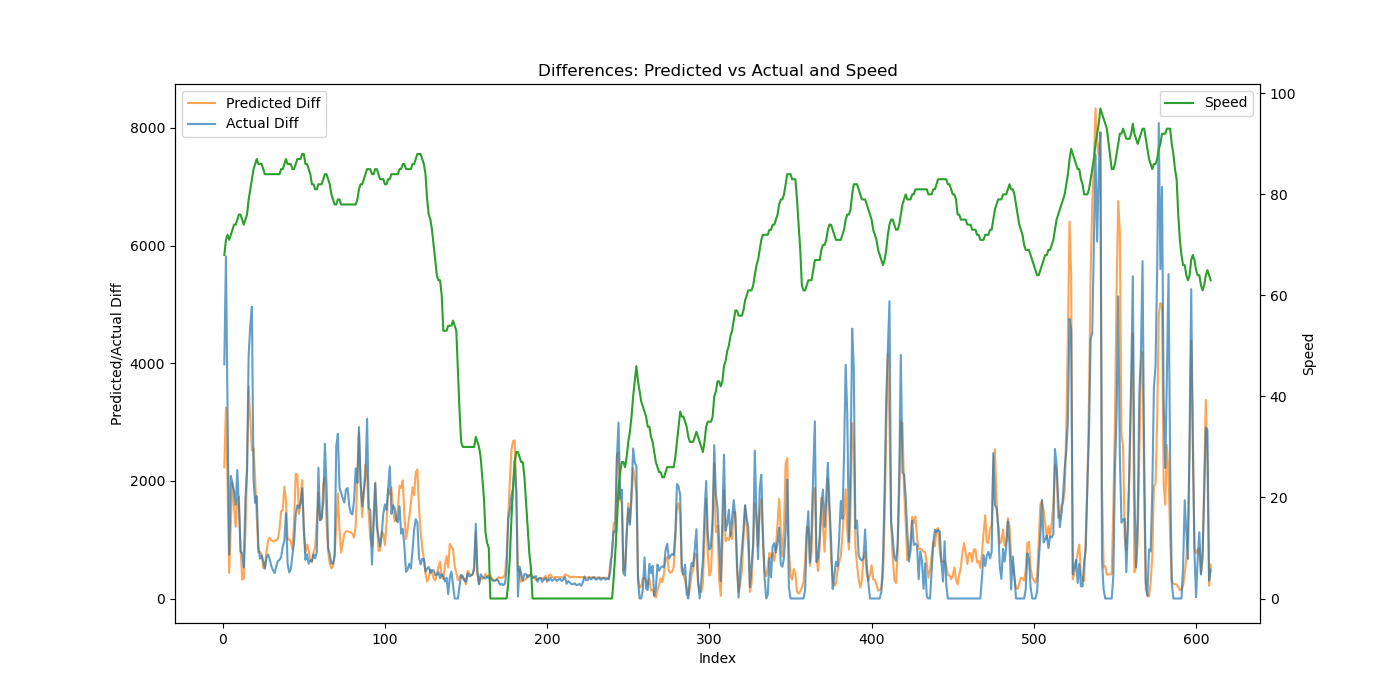 Differences: Predicted vs Actual and Speed
Predicted Diff
Actual Diff
Speed
8000
6000
4000
2000
0
Predicted/Actual Diff
100
80
60
40
20
0
Speed
0 100 200 300 400 500 600
Index